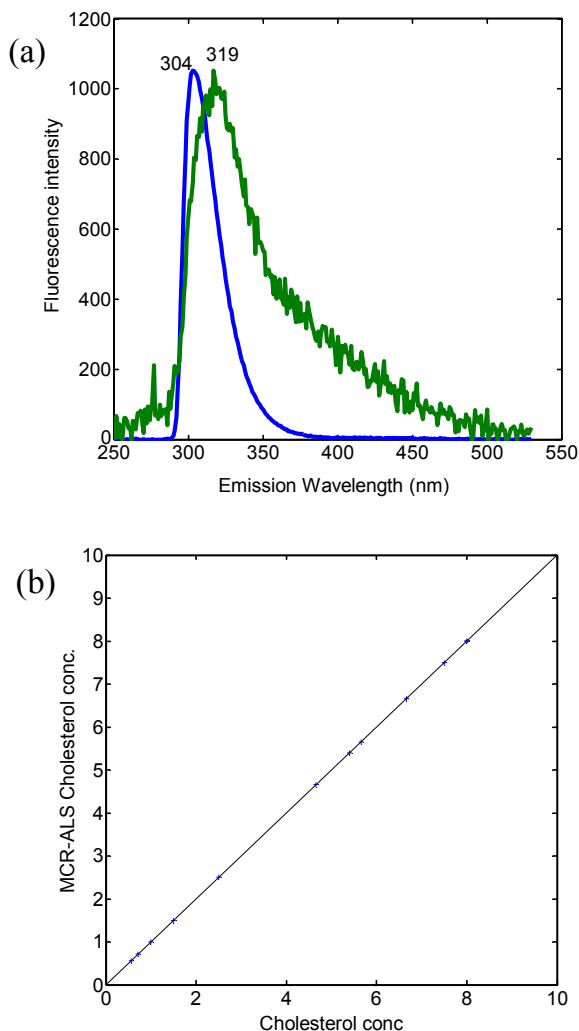 (a)
1200
1000
800
600
400
200
0
304
319
250 300 350 400 450 500 550
Fluorescence intensity
Emission Wavelength (nm)
(b)
10
9
8
7
6
5
4
3
2
1
0
0 2 4 6 8 10
MCR-ALS Cholesterol conc.
Cholesterol conc